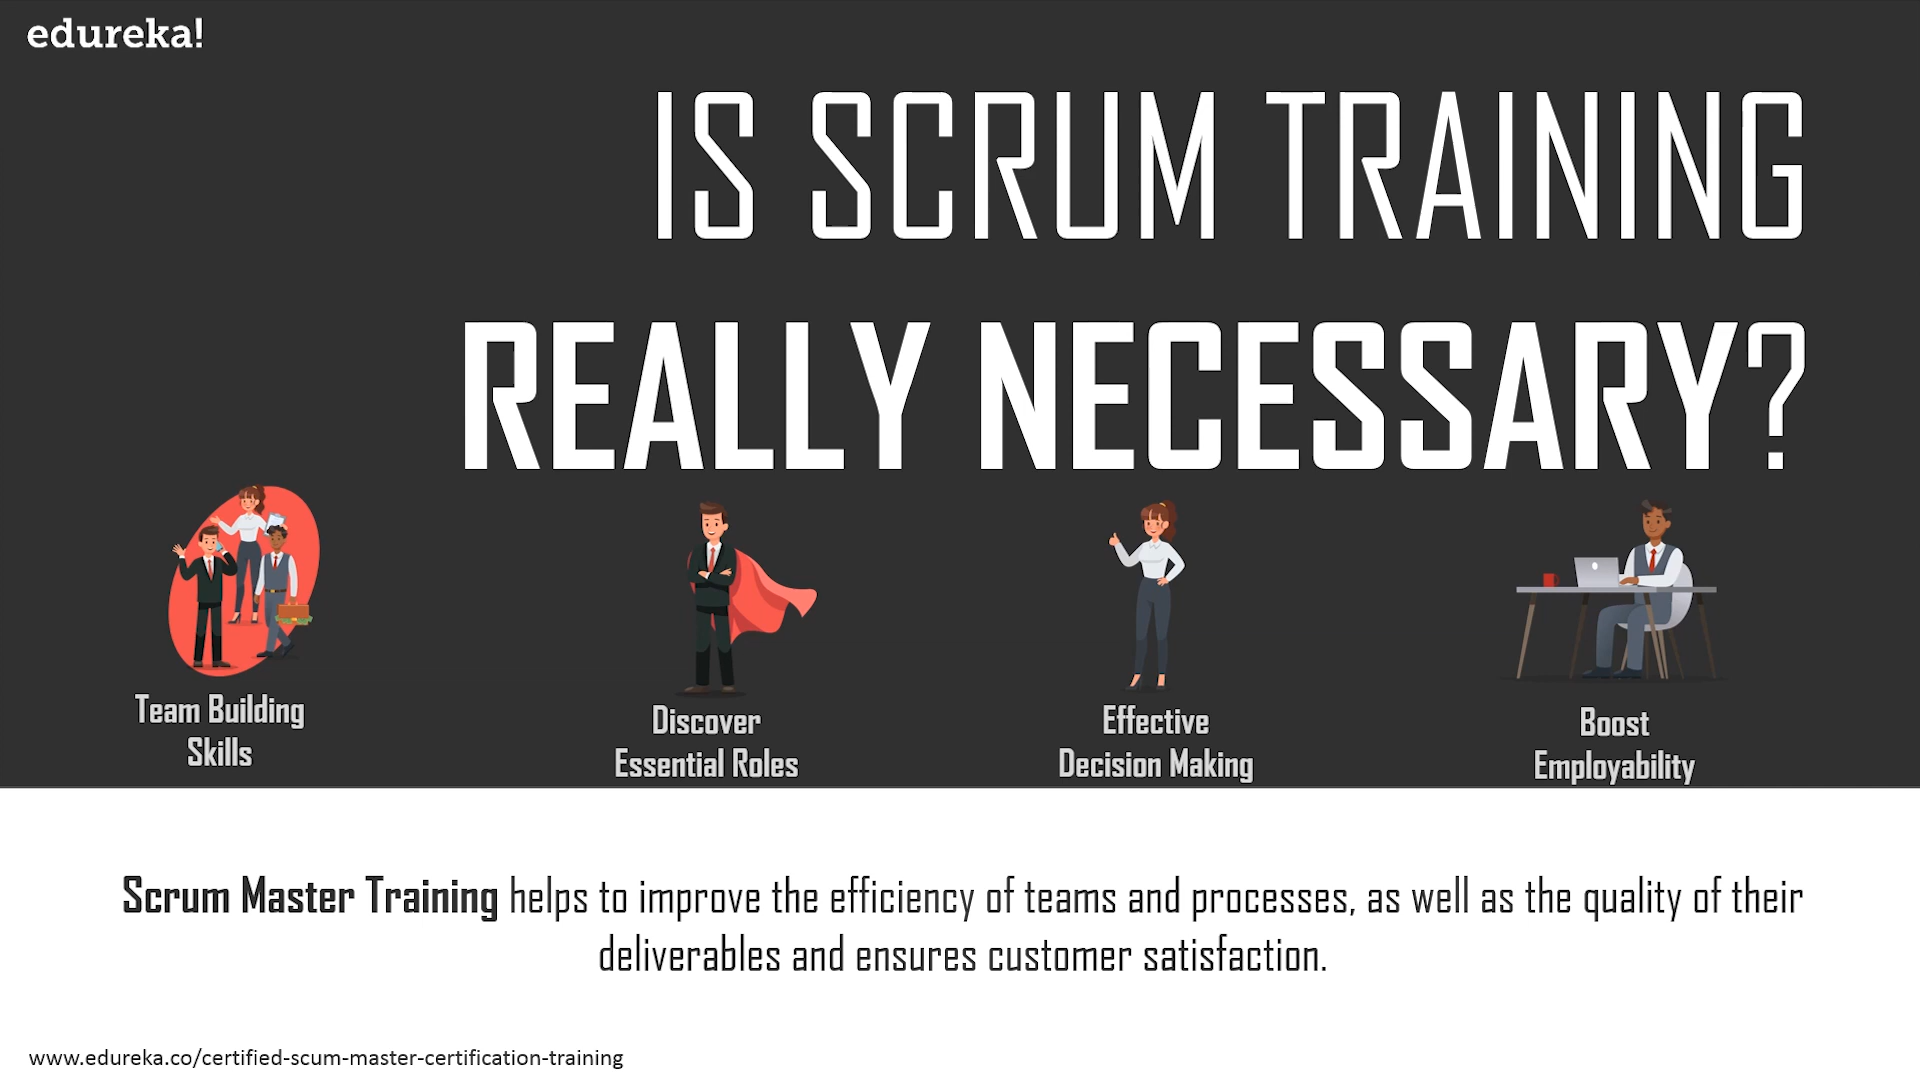 edureka!
IS SCRUM TRAINING
REALLY NECESSARY?
Team Building
Skills
Discover
Essential Roles
Effective
Decision Making
Boost
Employability
Scrum Master Training helps to improve the efficiency of teams and processes, as well as the quality of their
deliverables and ensures customer satisfaction.
www.edureka.co/certified-scum-master-certification-training